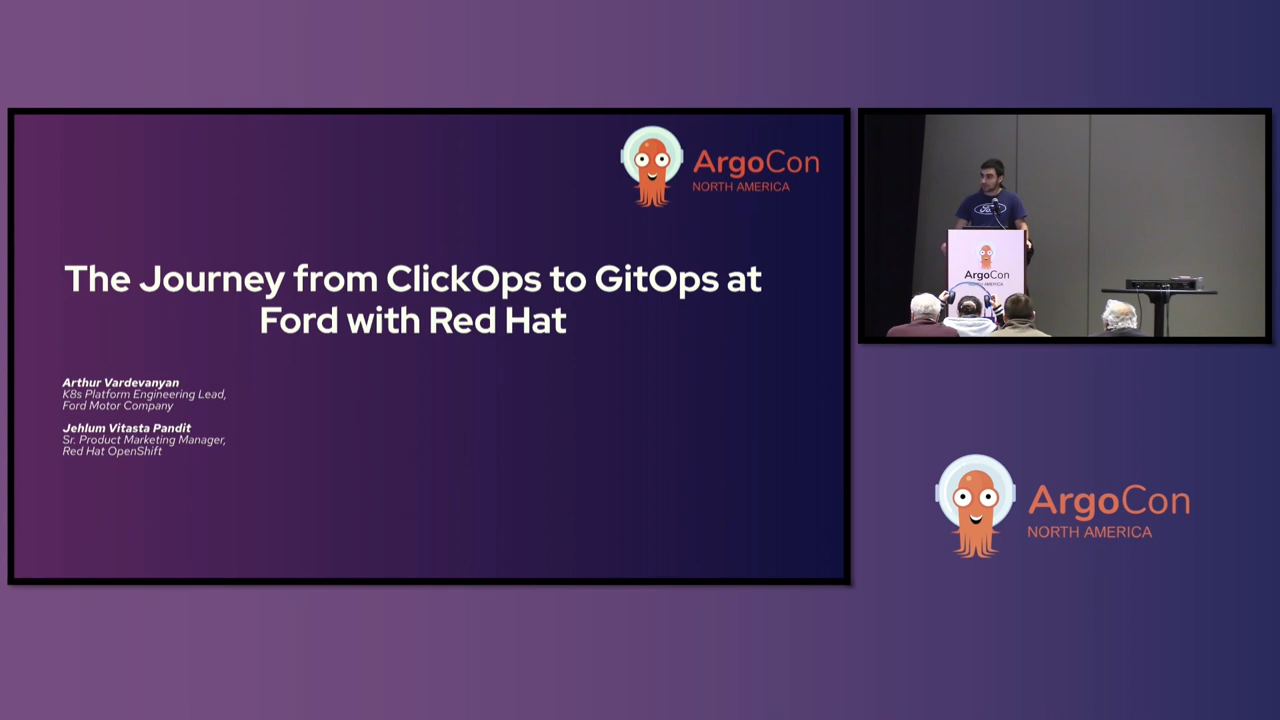 ArgoCon
NORTH AMERICA
The Journey from ClickOps to GitOps at
Ford with Red Hat
Arthur Vardevanyan
K8s Platform Engineering Lead,
Ford Motor Company
Jehlum Vitasta Pandit
Sr. Product Marketing Manager,
Red Hat OpenShift
Ford
ArgoCon
NORTH AMERICA
ArgoCon
NORTH AMERICA